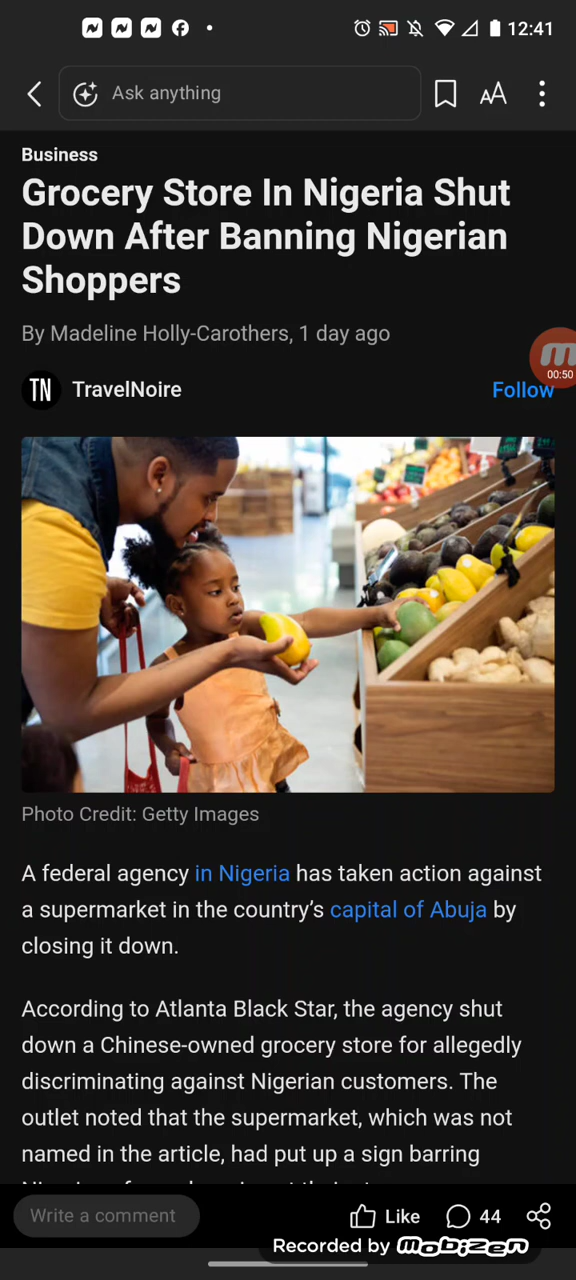 12:41
Ask anything
AA
Business
Grocery Store In Nigeria Shut
Down After Banning Nigerian
Shoppers
By Madeline Holly-Carothers, 1 day ago
00:50
TN TravelNoire Follow
Photo Credit: Getty Images
A federal agency in Nigeria has taken action against
a supermarket in the country’s capital of Abuja by
closing it down.
According to Atlanta Black Star, the agency shut
down a Chinese-owned grocery store for allegedly
discriminating against Nigerian customers. The
outlet noted that the supermarket, which was not
named in the article, had put up a sign barring
Write a comment Like 44
Recorded by mobizen